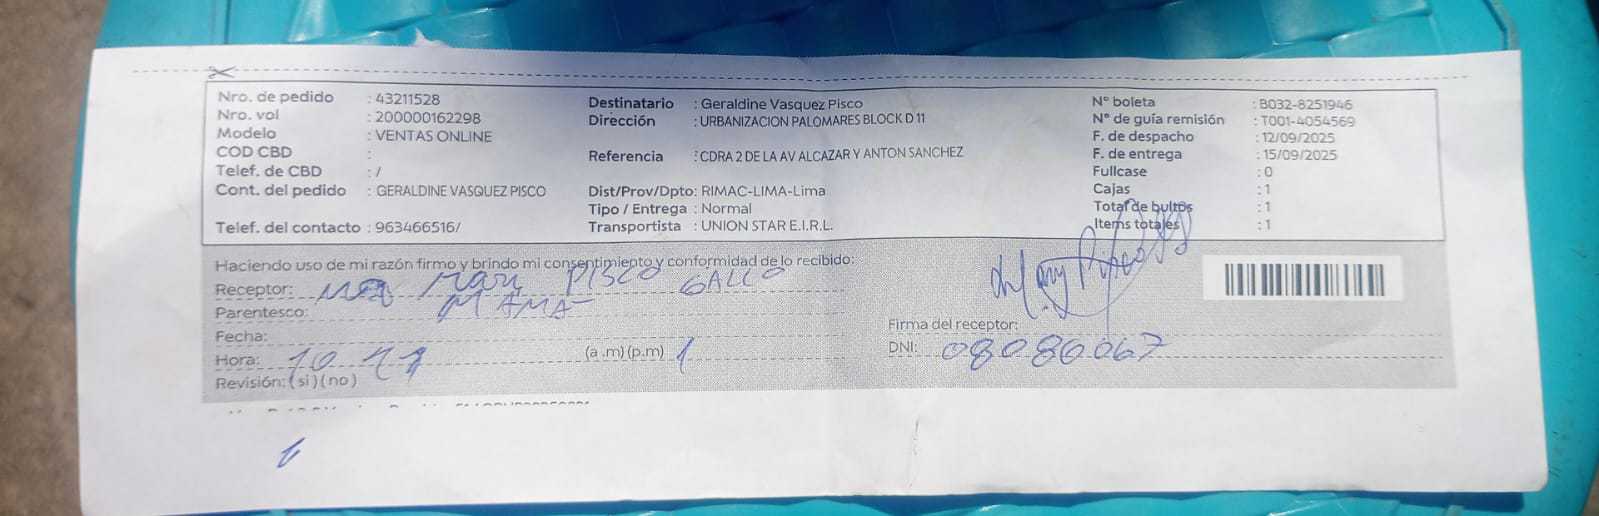 Nro. de pedido : 43211528
Nro. vol : 200000162298
Modelo : VENTAS ONLINE
COD CBD :
Telef. de CBD : /
Cont. del pedido : GERALDINE VASQUEZ PISCO
Telef. del contacto : 963466516/
Destinatario : Geraldine Vasquez Pisco
Dirección : URBANIZACION PALOMARES BLOCK D 11
Referencia : CDRA 2 DE LA AV ALCAZAR Y ANTON SANCHEZ
Dist/Prov/Dpto: RIMAC-LIMA-Lima
Tipo / Entrega : Normal
Transportista : UNION STAR E.I.R.L.
N° boleta : B032-8251946
N° de guía remisión : T001-4054569
F. de despacho : 12/09/2025
F. de entrega : 15/09/2025
Fullcase : 0
Cajas : 1
Total de bultos : 1
Items totales : 1
Haciendo uso de mi razón firmo y brindo mi consentimiento y conformidad de lo recibido:
Receptor: PISCO GALLO
Parentesco: MAMA
Fecha:
Hora: (a .m) (p.m)
Revisión: ( si ) ( no )
Firma del receptor:
DNI: 08080067